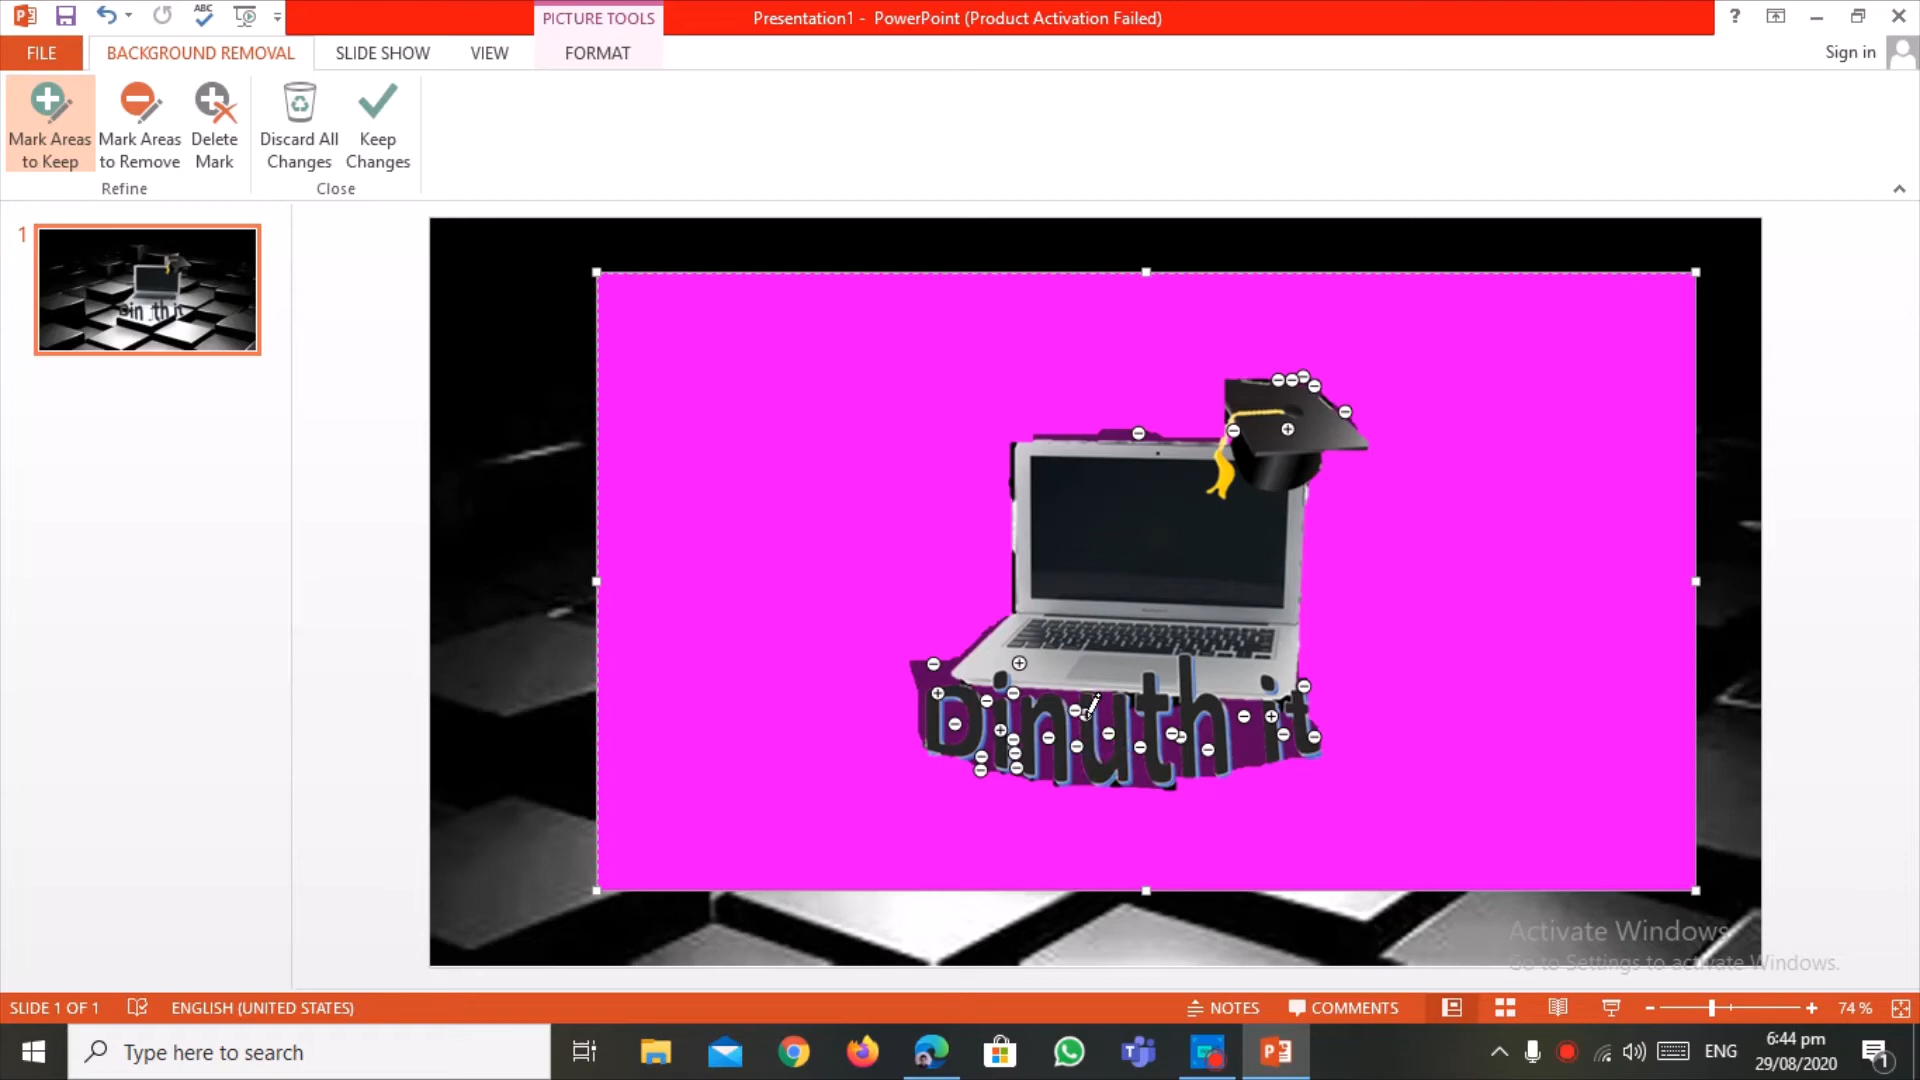 PICTURE TOOLS
Presentation1 - PowerPoint (Product Activation Failed)
FILE
BACKGROUND REMOVAL
SLIDE SHOW
VIEW
FORMAT
Sign in
ABC
Mark Areas to Keep
Mark Areas to Remove
Delete Mark
Discard All Changes
Keep Changes
Refine
Close
1
Dinuth it
Activate Windows
Go to Settings to activate Windows.
SLIDE 1 OF 1
ENGLISH (UNITED STATES)
NOTES
COMMENTS
74 %
Type here to search
ENG
6:44 pm
29/08/2020
1